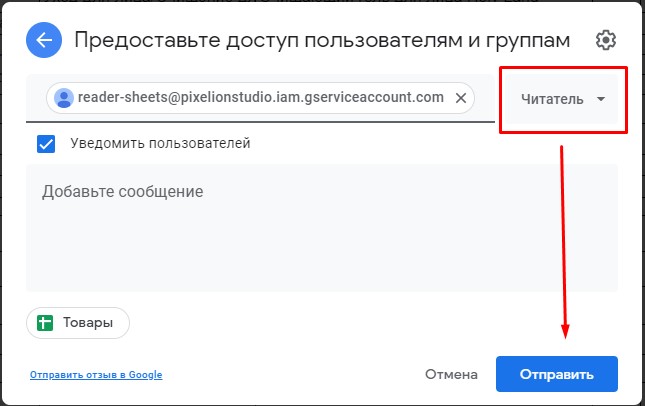 Предоставьте доступ пользователям и группам
reader-sheets@pixelionstudio.iam.gserviceaccount.com
Читатель
Уведомить пользователей
Добавьте сообщение
Товары
Отправить отзыв в Google
Отмена
Отправить